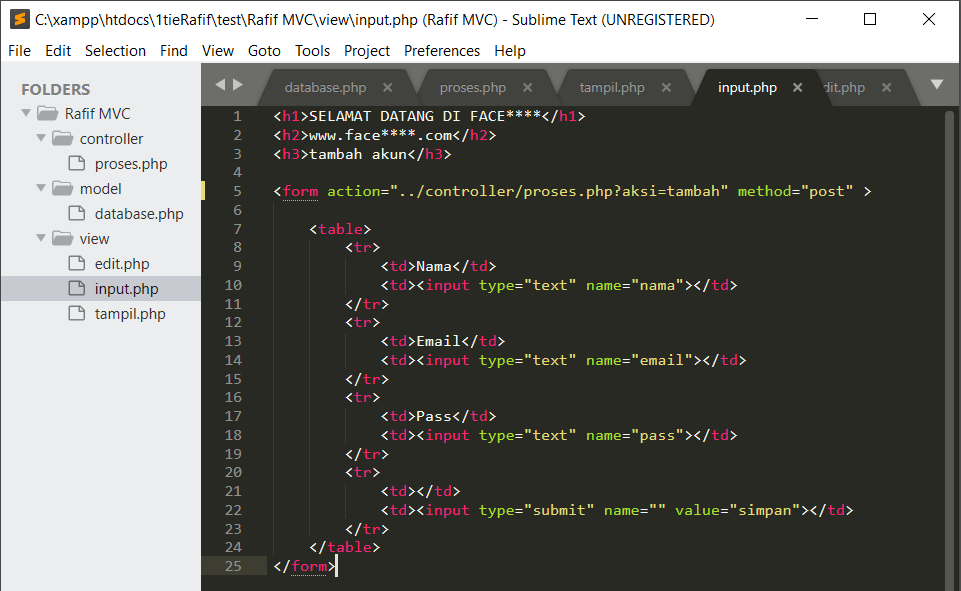 C:\xampp\htdocs\1tieRafif\test\Rafif MVC\view\input.php (Rafif MVC) - Sublime Text (UNREGISTERED)
File Edit Selection Find View Goto Tools Project Preferences Help
FOLDERS
Rafif MVC
controller
proses.php
model
database.php
view
edit.php
input.php
tampil.php
database.php × proses.php × tampil.php × input.php × dit.php ×
1 <h1>SELAMAT DATANG DI FACE****</h1>
2 <h2>www.face****.com</h2>
3 <h3>tambah akun</h3>
4
5 <form action="../controller/proses.php?aksi=tambah" method="post" >
6
7 <table>
8 <tr>
9 <td>Nama</td>
10 <td><input type="text" name="nama"></td>
11 </tr>
12 <tr>
13 <td>Email</td>
14 <td><input type="text" name="email"></td>
15 </tr>
16 <tr>
17 <td>Pass</td>
18 <td><input type="text" name="pass"></td>
19 </tr>
20 <tr>
21 <td></td>
22 <td><input type="submit" name="" value="simpan"></td>
23 </tr>
24 </table>
25 </form>